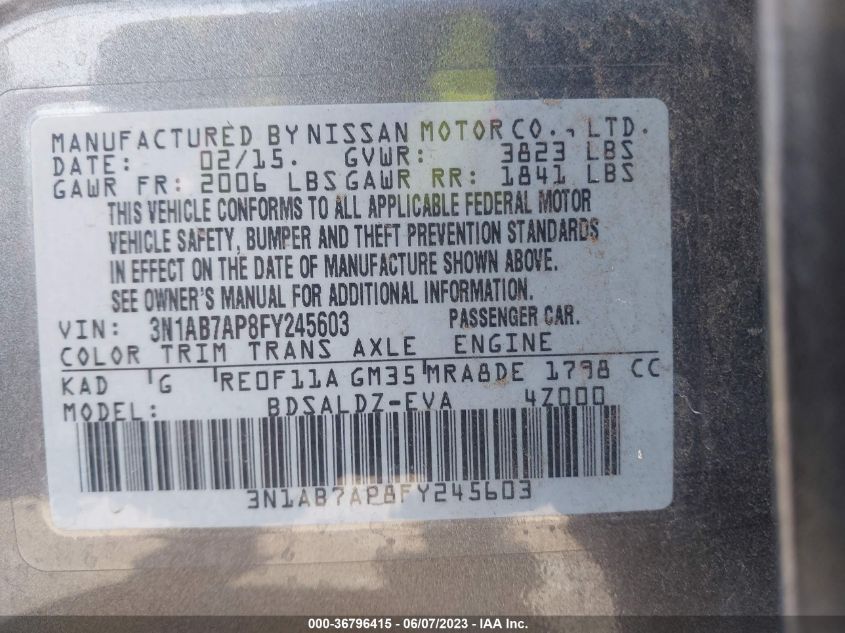 MANUFACTURED BY NISSAN MOTOR CO., LTD.
DATE: 02/15. GVWR: 3823 LBS
GAWR FR: 2006 LBS GAWR RR: 1841 LBS
THIS VEHICLE CONFORMS TO ALL APPLICABLE FEDERAL MOTOR
VEHICLE SAFETY, BUMPER AND THEFT PREVENTION STANDARDS
IN EFFECT ON THE DATE OF MANUFACTURE SHOWN ABOVE.
SEE OWNER'S MANUAL FOR ADDITIONAL INFORMATION.
VIN: 3N1AB7AP8FY245603 PASSENGER CAR.
COLOR TRIM TRANS AXLE ENGINE
KAD G RE0F11A GM35 MRA8DE 1798 CC
MODEL: BDSALDZ-EVA 4Z000
3N1AB7AP8FY245603
000-36796415 - 06/07/2023 - IAA Inc.